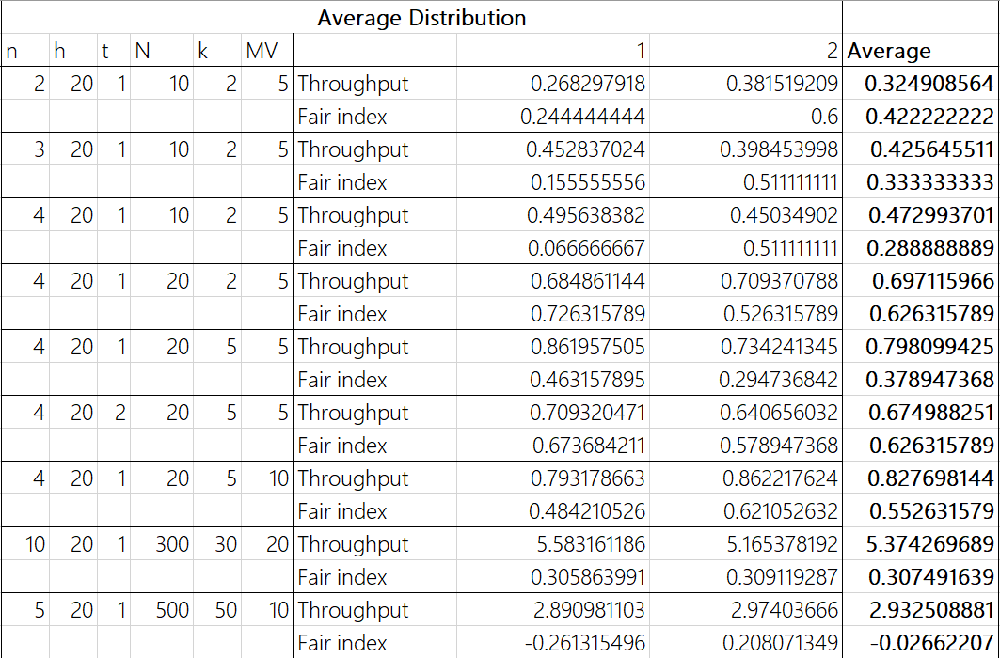 Average Distribution
n h t N k MV 1 2 Average
2 20 1 10 2 5 Throughput 0.268297918 0.381519209 0.324908564
Fair index 0.244444444 0.6 0.422222222
3 20 1 10 2 5 Throughput 0.452837024 0.398453998 0.425645511
Fair index 0.155555556 0.511111111 0.333333333
4 20 1 10 2 5 Throughput 0.495638382 0.45034902 0.472993701
Fair index 0.066666667 0.511111111 0.288888889
4 20 1 20 2 5 Throughput 0.684861144 0.709370788 0.697115966
Fair index 0.726315789 0.526315789 0.626315789
4 20 1 20 5 5 Throughput 0.861957505 0.734241345 0.798099425
Fair index 0.463157895 0.294736842 0.378947368
4 20 2 20 5 5 Throughput 0.709320471 0.640656032 0.674988251
Fair index 0.673684211 0.578947368 0.626315789
4 20 1 20 5 10 Throughput 0.793178663 0.862217624 0.827698144
Fair index 0.484210526 0.621052632 0.552631579
10 20 1 300 30 20 Throughput 5.583161186 5.165378192 5.374269689
Fair index 0.305863991 0.309119287 0.307491639
5 20 1 500 50 10 Throughput 2.890981103 2.97403666 2.932508881
Fair index -0.261315496 0.208071349 -0.02662207